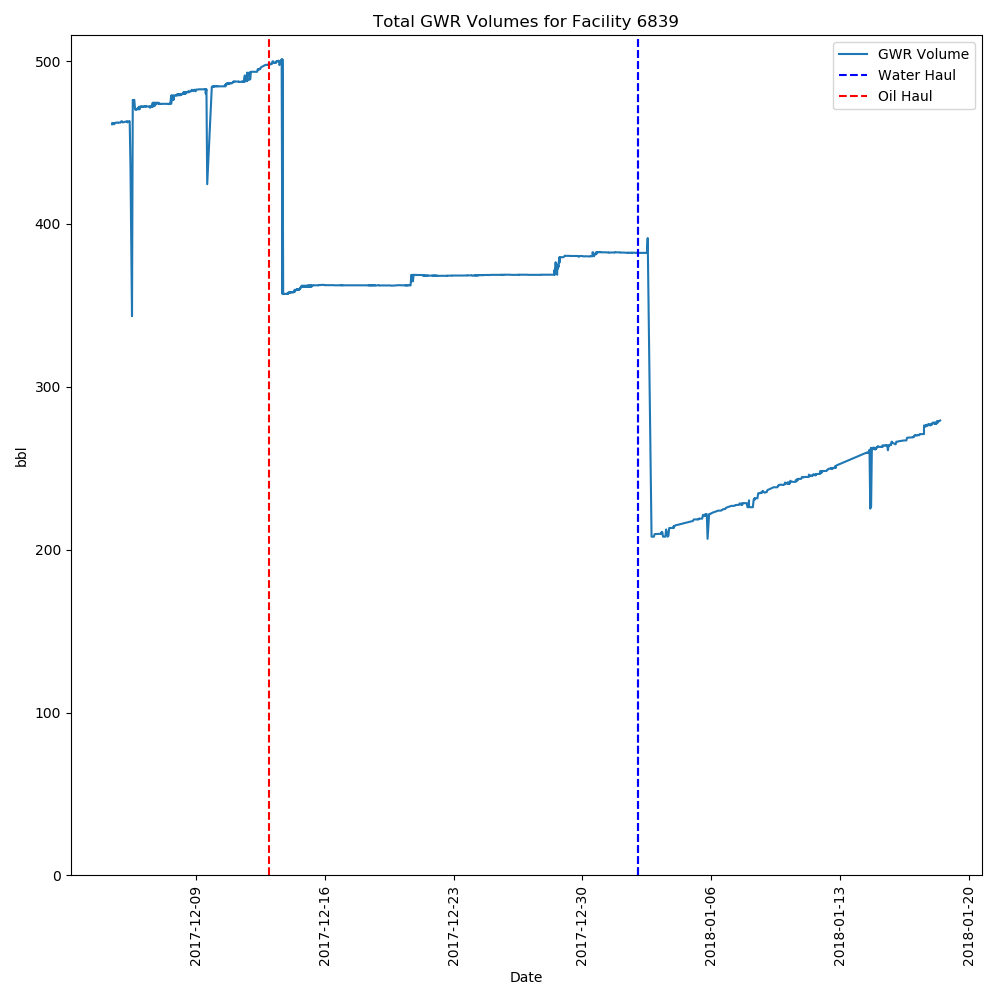 Total GWR Volumes for Facility 6839
GWR Volume
Water Haul
Oil Haul
500
400
300
200
100
0
bbl
2017-12-09
2017-12-16
2017-12-23
2017-12-30
2018-01-06
2018-01-13
2018-01-20
Date